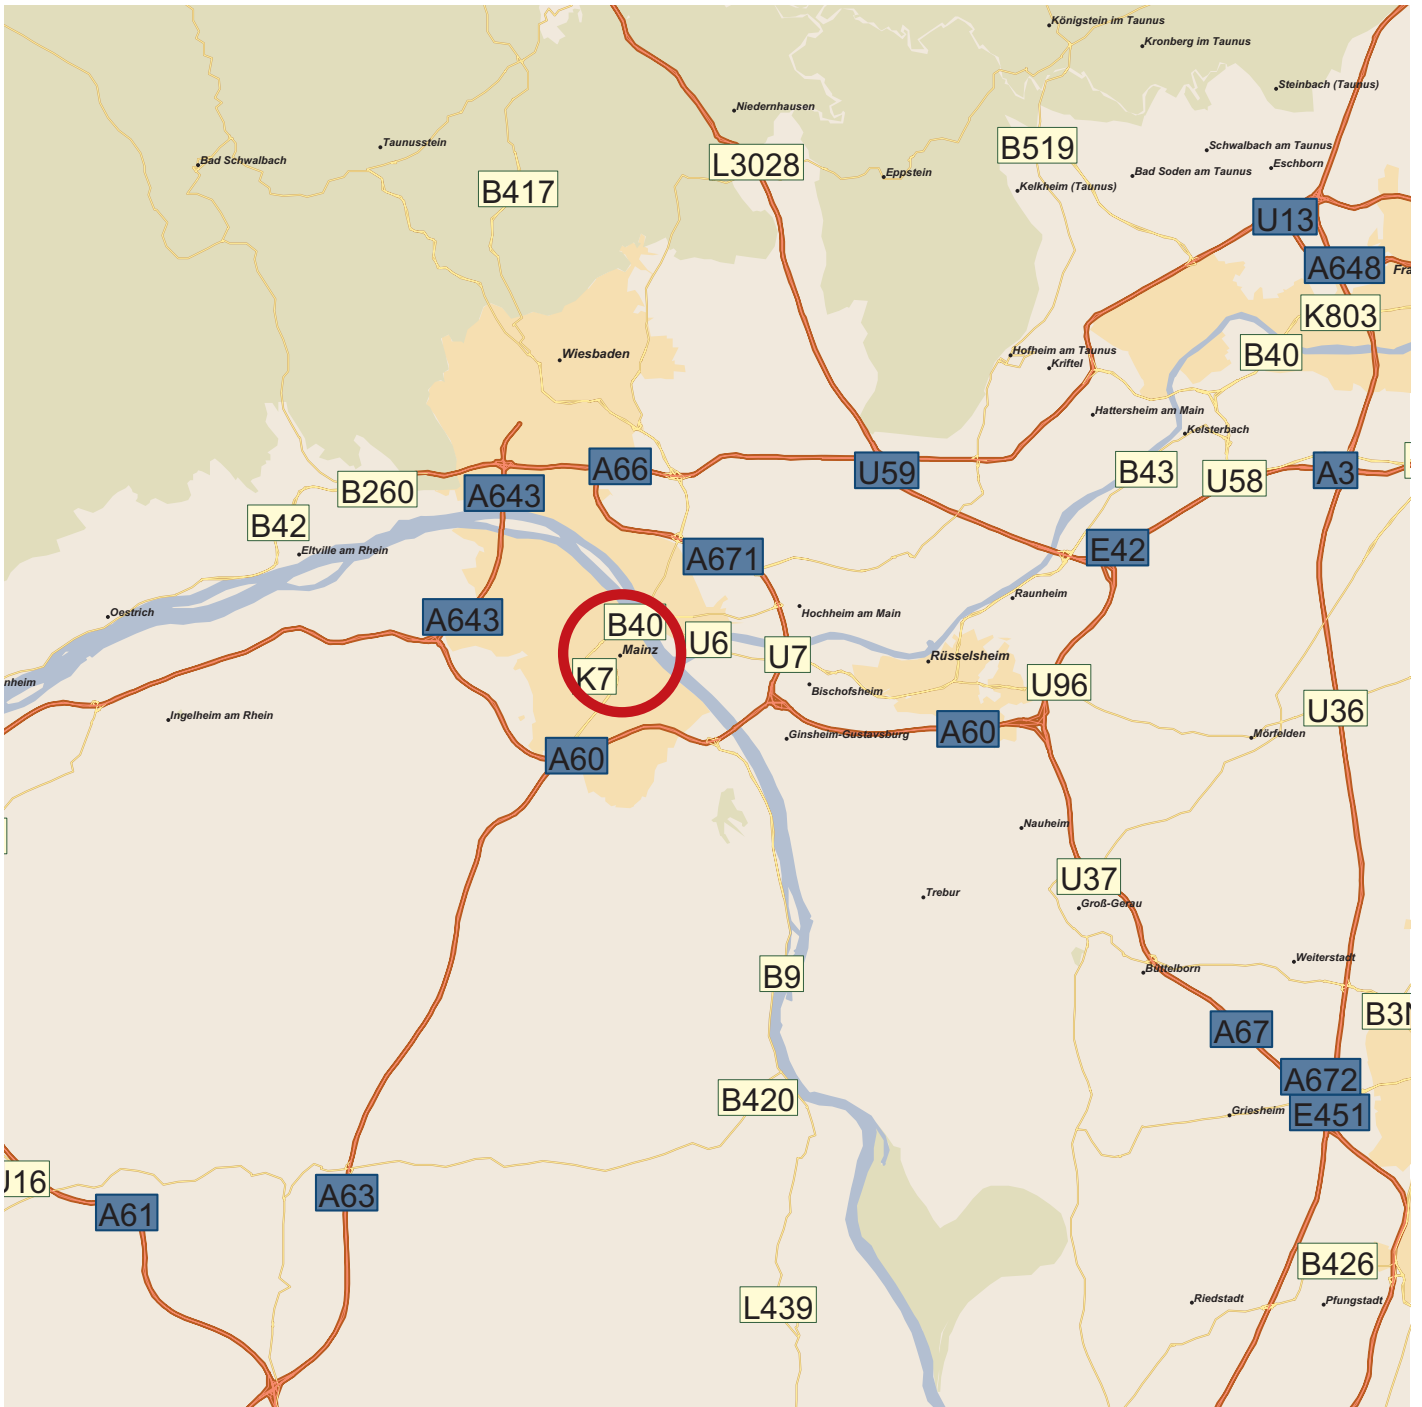 Königstein im Taunus
Kronberg im Taunus
Steinbach (Taunus)
Niedernhausen
Taunusstein
B519
Schwalbach am Taunus
Bad Schwalbach
L3028
Eschborn
Eppstein
Bad Soden am Taunus
B417
Kelkheim (Taunus)
U13
A648
Fra
K803
Wiesbaden
Hofheim am Taunus
B40
Kriftel
Hattersheim am Main
Kelsterbach
A66
U59
B43
A3
U58
B260
A643
B42
Eltville am Rhein
A671
E42
Raunheim
Oestrich
A643
Hochheim am Main
B40
U6
Mainz
U7
Rüsselsheim
K7
nheim
U96
Bischofsheim
U36
Ingelheim am Rhein
A60
Ginsheim-Gustavsburg
Mörfelden
A60
Nauheim
U37
Trebur
Groß-Gerau
Weiterstadt
B9
Büttelborn
B3N
A67
A672
B420
E451
Griesheim
U16
A63
A61
B426
L439
Riedstadt
Pfungstadt